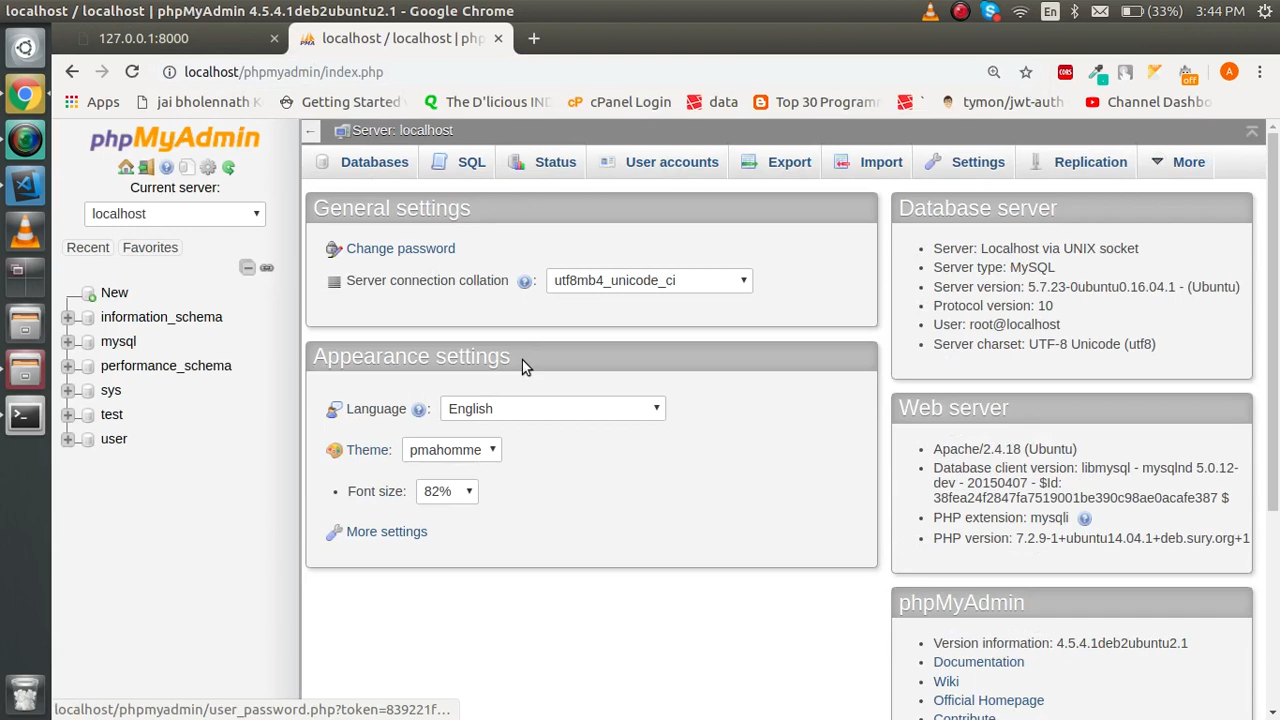 localhost / localhost | phpMyAdmin 4.5.4.1deb2ubuntu2.1 - Google Chrome
En
(33%)
3:44 PM
127.0.0.1:8000
localhost / localhost | php
localhost/phpmyadmin/index.php
off
A
Apps
jai bholennath K
Getting Started
The D'licious IND
cPanel Login
data
Top 30 Programm
tymon/jwt-auth
Channel Dashbo
phpMyAdmin
Current server:
localhost
Recent
Favorites
New
information_schema
mysql
performance_schema
sys
test
user
Server: localhost
Databases
SQL
Status
User accounts
Export
Import
Settings
Replication
More
General settings
Change password
Server connection collation
:
utf8mb4_unicode_ci
Appearance settings
Language
:
English
Theme:
pmahomme
Font size:
82%
More settings
Database server
Server: Localhost via UNIX socket
Server type: MySQL
Server version: 5.7.23-0ubuntu0.16.04.1 - (Ubuntu)
Protocol version: 10
User: root@localhost
Server charset: UTF-8 Unicode (utf8)
Web server
Apache/2.4.18 (Ubuntu)
Database client version: libmysql - mysqlnd 5.0.12-
dev - 20150407 - $Id:
38fea24f2847fa7519001be390c98ae0acafe387 $
PHP extension: mysqli
PHP version: 7.2.9-1+ubuntu14.04.1+deb.sury.org+1
phpMyAdmin
Version information: 4.5.4.1deb2ubuntu2.1
Documentation
Wiki
Official Homepage
Contribute
localhost/phpmyadmin/user_password.php?token=839221f...